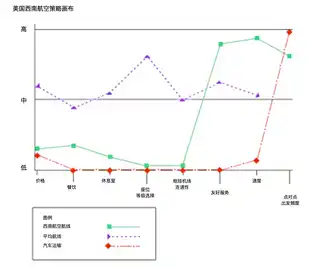 美国西南航空策略画布
高
中
低
价格
餐饮
休息室
座位
等级选择
枢纽机场
连通性
友好服务
速度
点对点
出发频度
图例
西南航空航线
平均航线
汽车运输